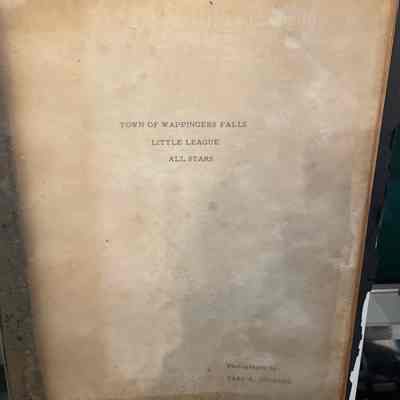 TOWN OF WAPPINGERS FALLS
LITTLE LEAGUE
ALL STARS
Photographs by